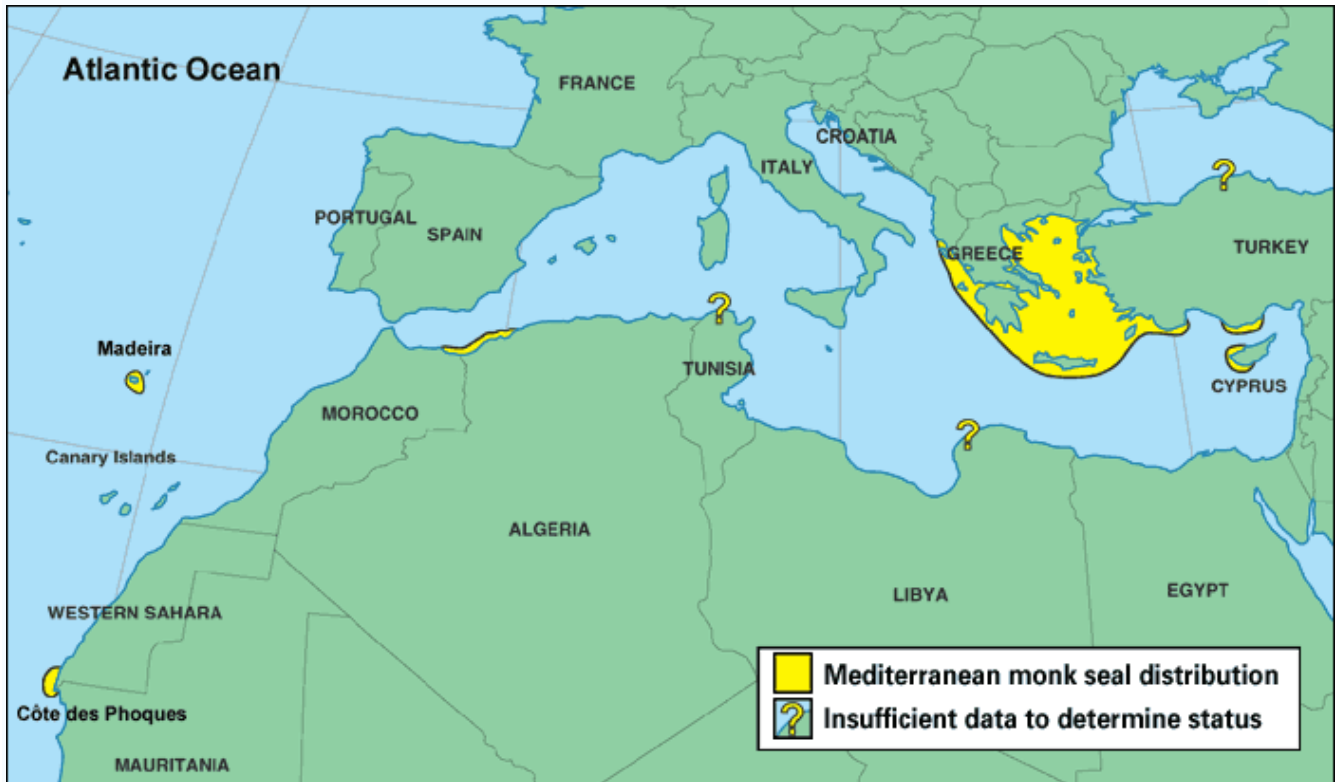 Atlantic Ocean
FRANCE
CROATIA
ITALY
PORTUGAL
SPAIN
GREECE
TURKEY
?
?
Madeira
TUNISIA
CYPRUS
MOROCCO
?
Canary Islands
ALGERIA
LIBYA
EGYPT
WESTERN SAHARA
Côte des Phoques
MAURITANIA
Mediterranean monk seal distribution
? Insufficient data to determine status